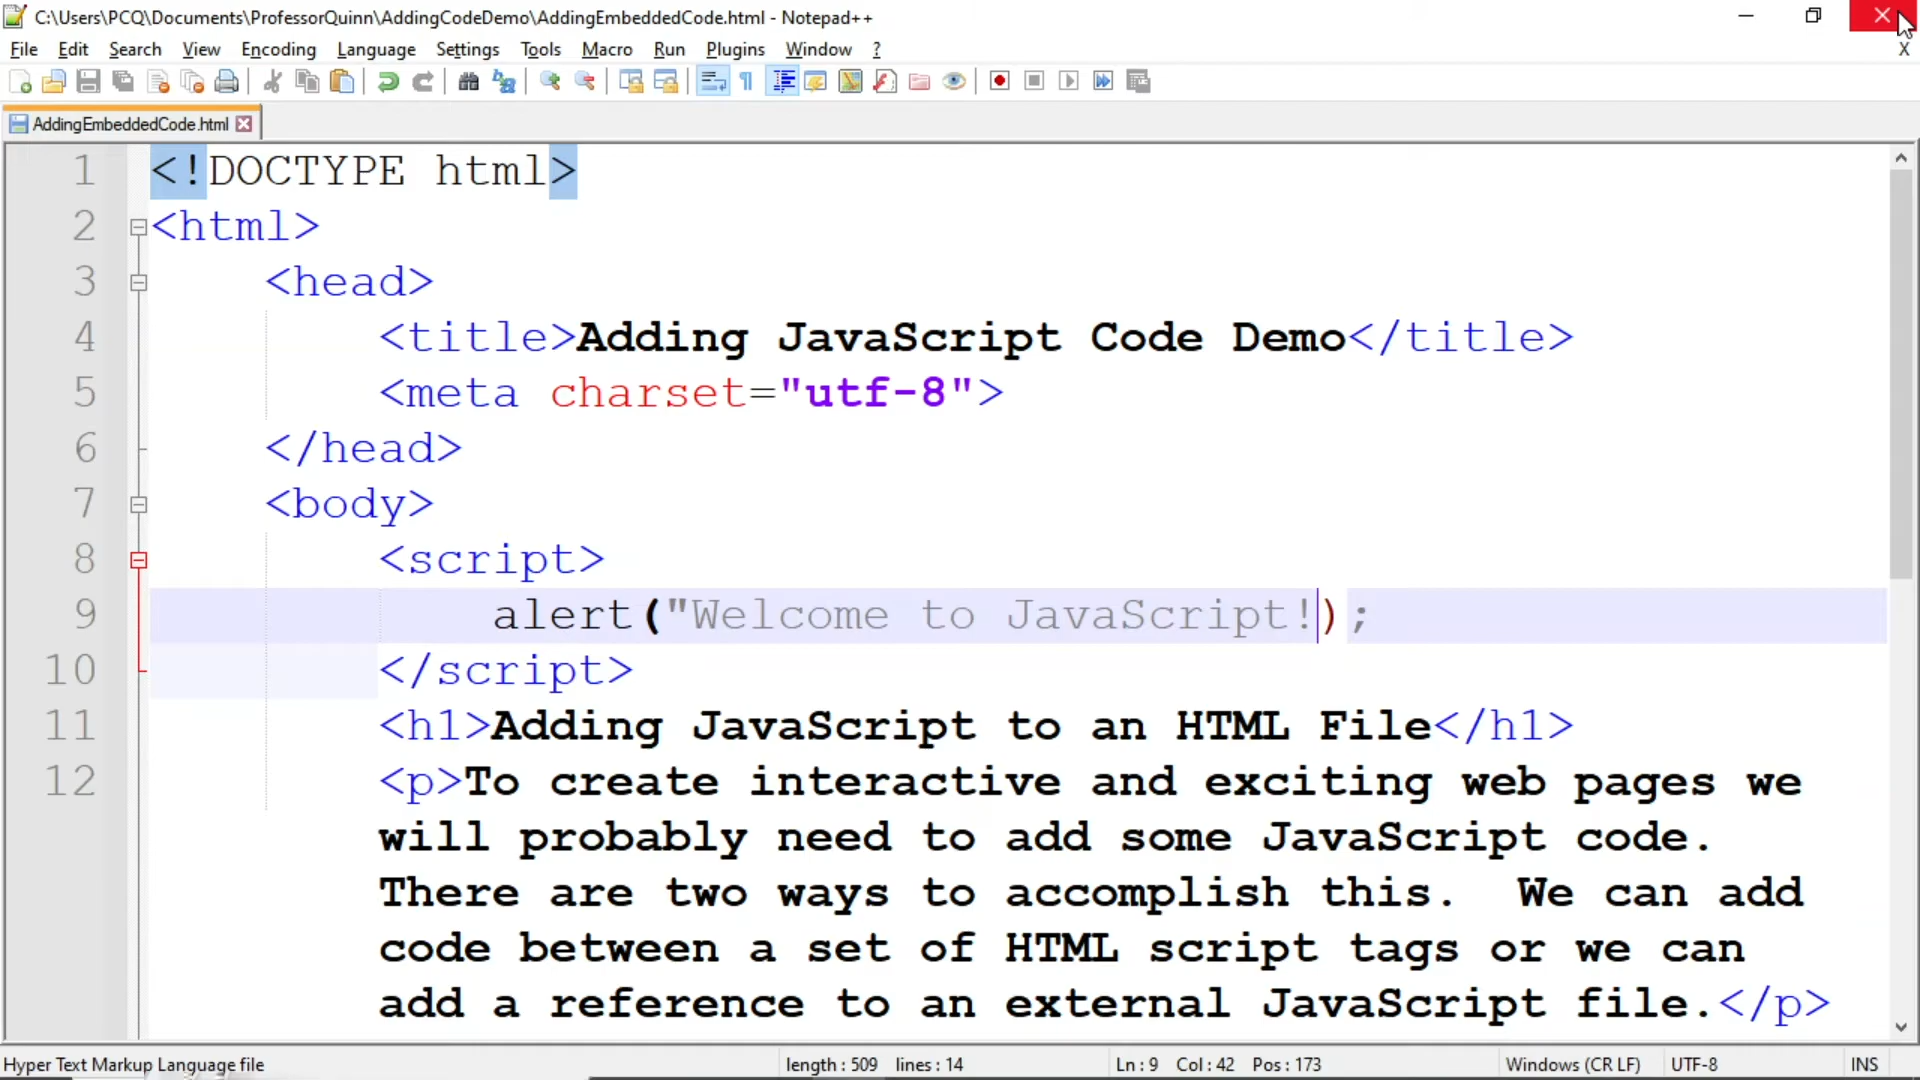 C:\Users\PCQ\Documents\ProfessorQuinn\AddingCodeDemo\AddingEmbeddedCode.html - Notepad++
File Edit Search View Encoding Language Settings Tools Macro Run Plugins Window ?
X
AddingEmbeddedCode.html
1 <!DOCTYPE html>
2 <html>
3 <head>
4 <title>Adding JavaScript Code Demo</title>
5 <meta charset="utf-8">
6 </head>
7 <body>
8 <script>
9 alert("Welcome to JavaScript!);
10 </script>
11 <h1>Adding JavaScript to an HTML File</h1>
12 <p>To create interactive and exciting web pages we
will probably need to add some JavaScript code.
There are two ways to accomplish this.  We can add
code between a set of HTML script tags or we can
add a reference to an external JavaScript file.</p>
Hyper Text Markup Language file length : 509 lines : 14 Ln : 9 Col : 42 Pos : 173 Windows (CR LF) UTF-8 INS